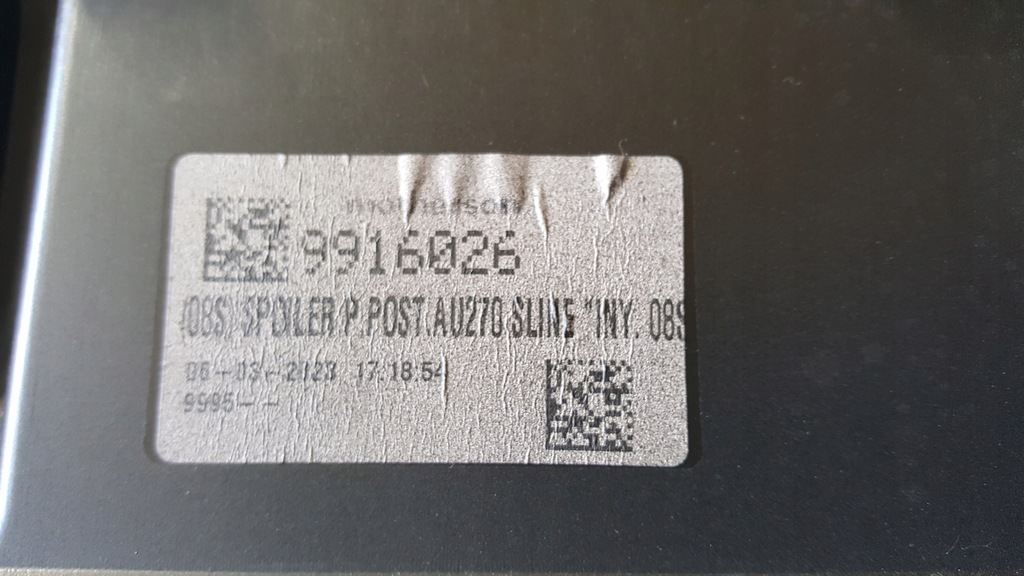 9916026
(08S) SPOILER P.POST.AU270 SLINE "INY. 08S
06-03-2023 17:18:54
9995--